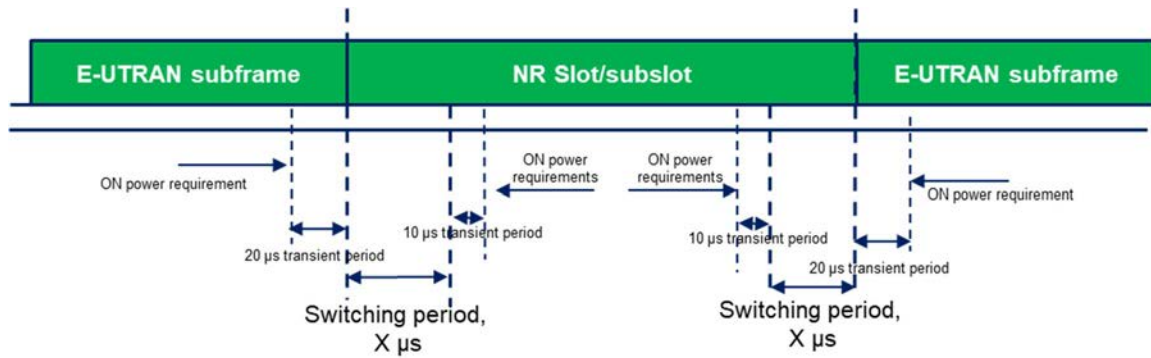 E-UTRAN subframe
NR Slot/subslot
E-UTRAN subframe
ON power requirement
ON power
requirements
ON power
requirements
ON power requirement
20 µs transient period
10 µs transient period
10 µs transient period
20 µs transient period
Switching period,
X µs
Switching period,
X µs